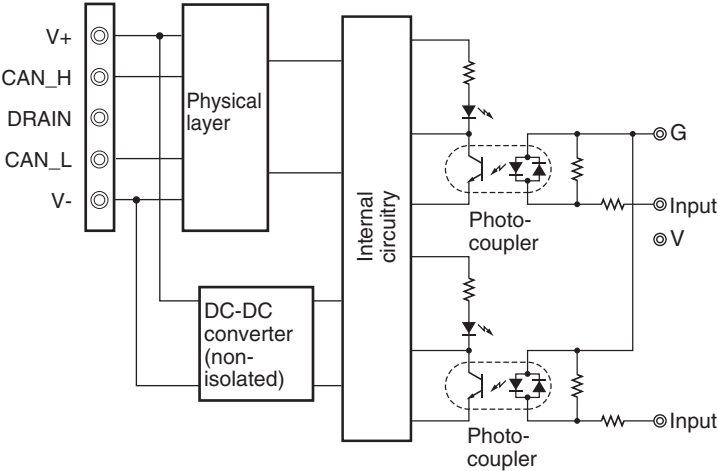 V+
CAN_H
DRAIN
CAN_L
V-
Physical
layer
DC-DC
converter
(non-
isolated)
Internal
circuitry
Photo-
coupler
G
Input
V
Photo-
coupler
Input